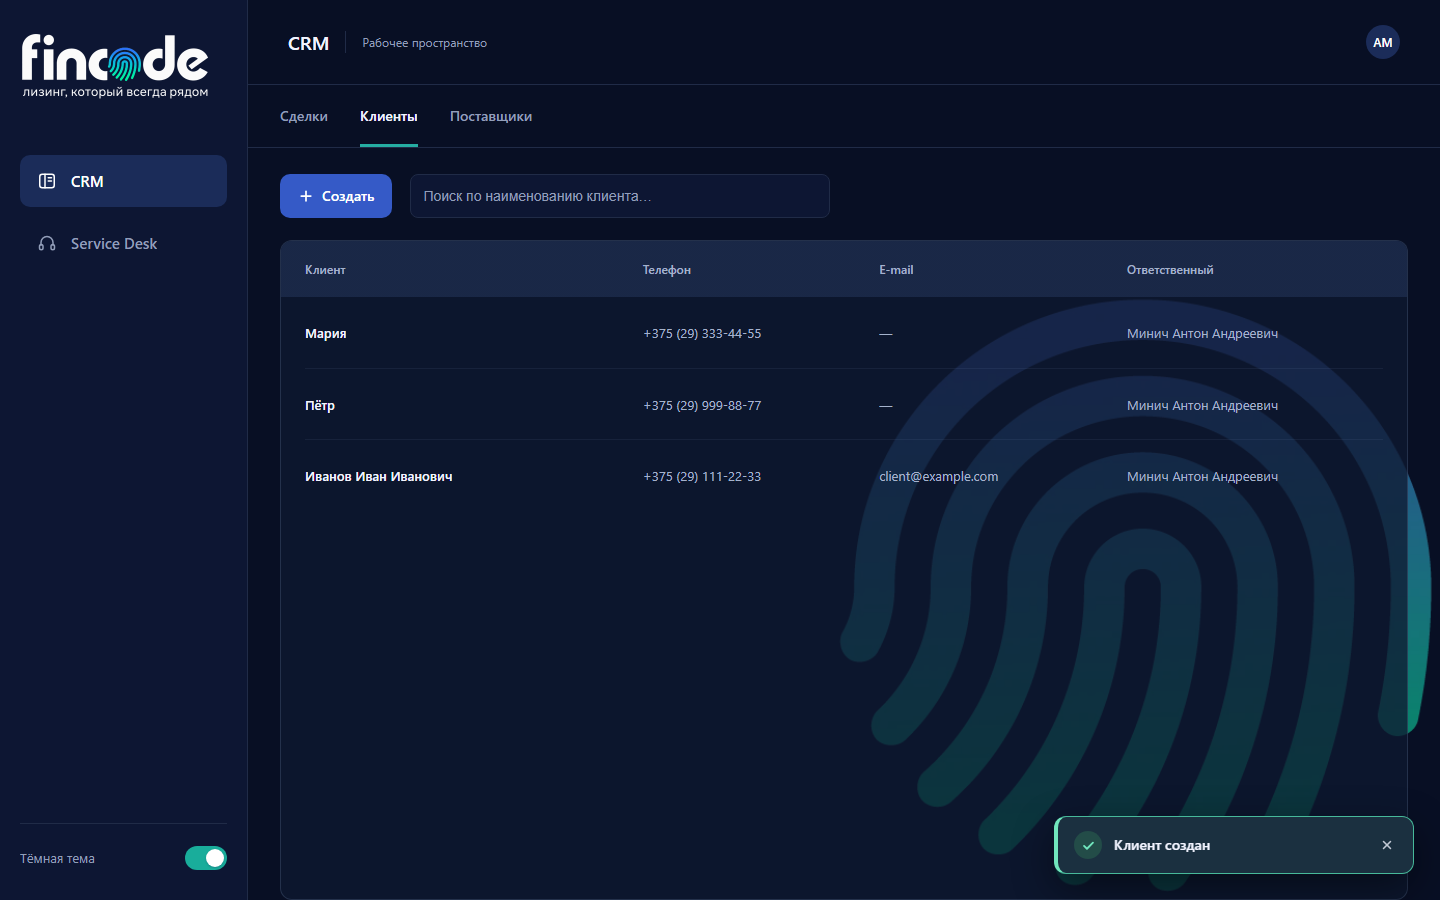 fincode
лизинг, который всегда рядом
CRM
Service Desk
Тёмная тема
CRM
Рабочее пространство
AM
Сделки
Клиенты
Поставщики
Создать
Поиск по наименованию клиента...
Клиент Телефон E-mail Ответственный
Мария +375 (29) 333-44-55 — Минич Антон Андреевич
Пётр +375 (29) 999-88-77 — Минич Антон Андреевич
Иванов Иван Иванович +375 (29) 111-22-33 client@example.com Минич Антон Андреевич
Клиент создан